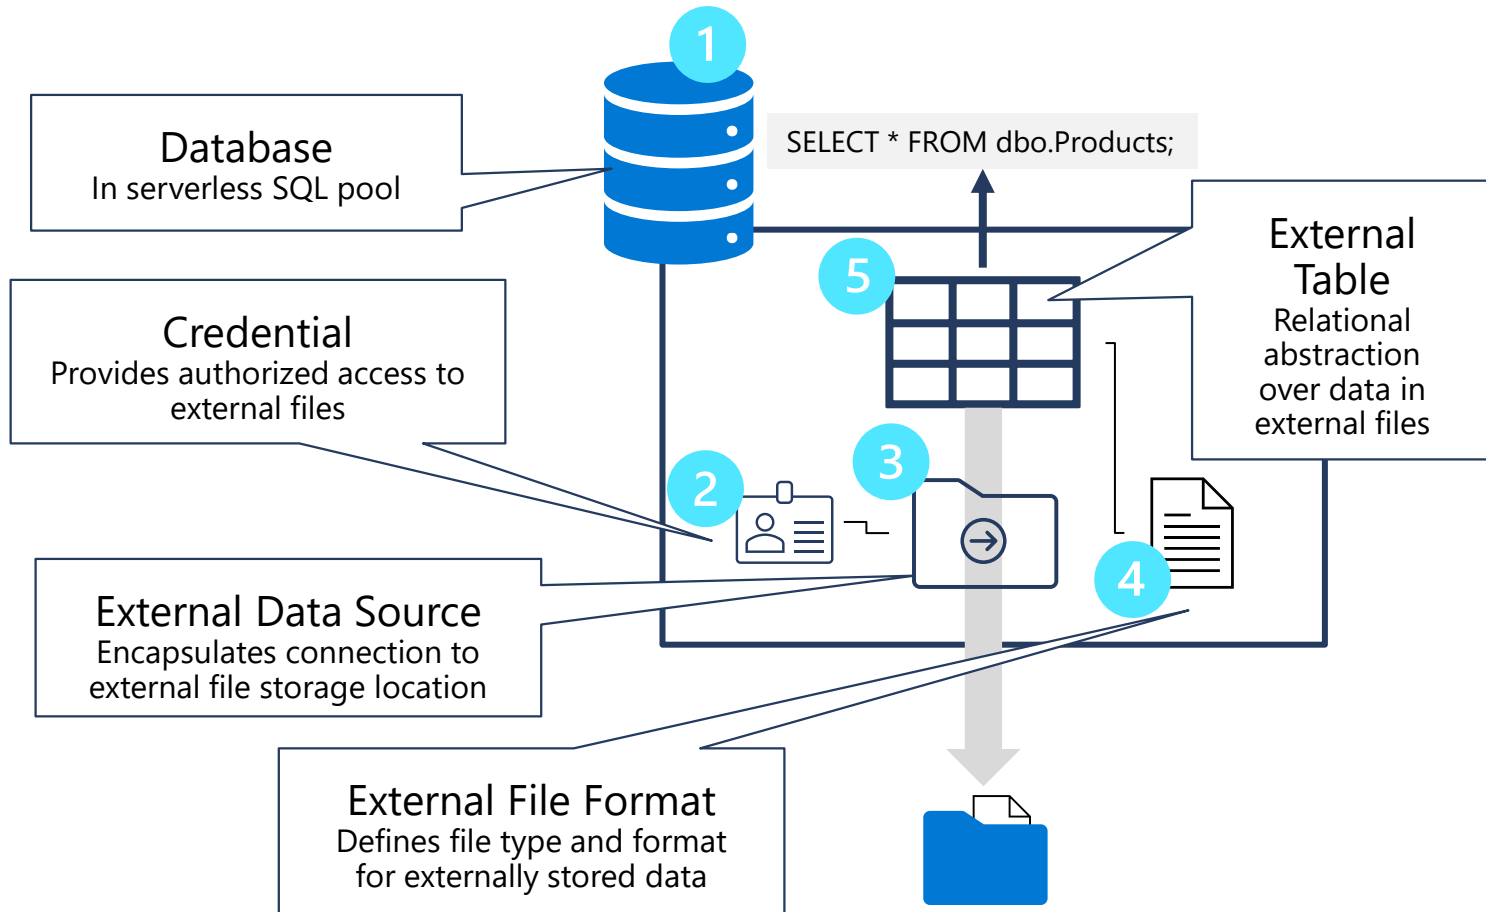 1
Database
In serverless SQL pool
SELECT * FROM dbo.Products;
External
Table
Relational
abstraction
over data in
external files
5
Credential
Provides authorized access to
external files
2
3
4
External Data Source
Encapsulates connection to
external file storage location
External File Format
Defines file type and format
for externally stored data